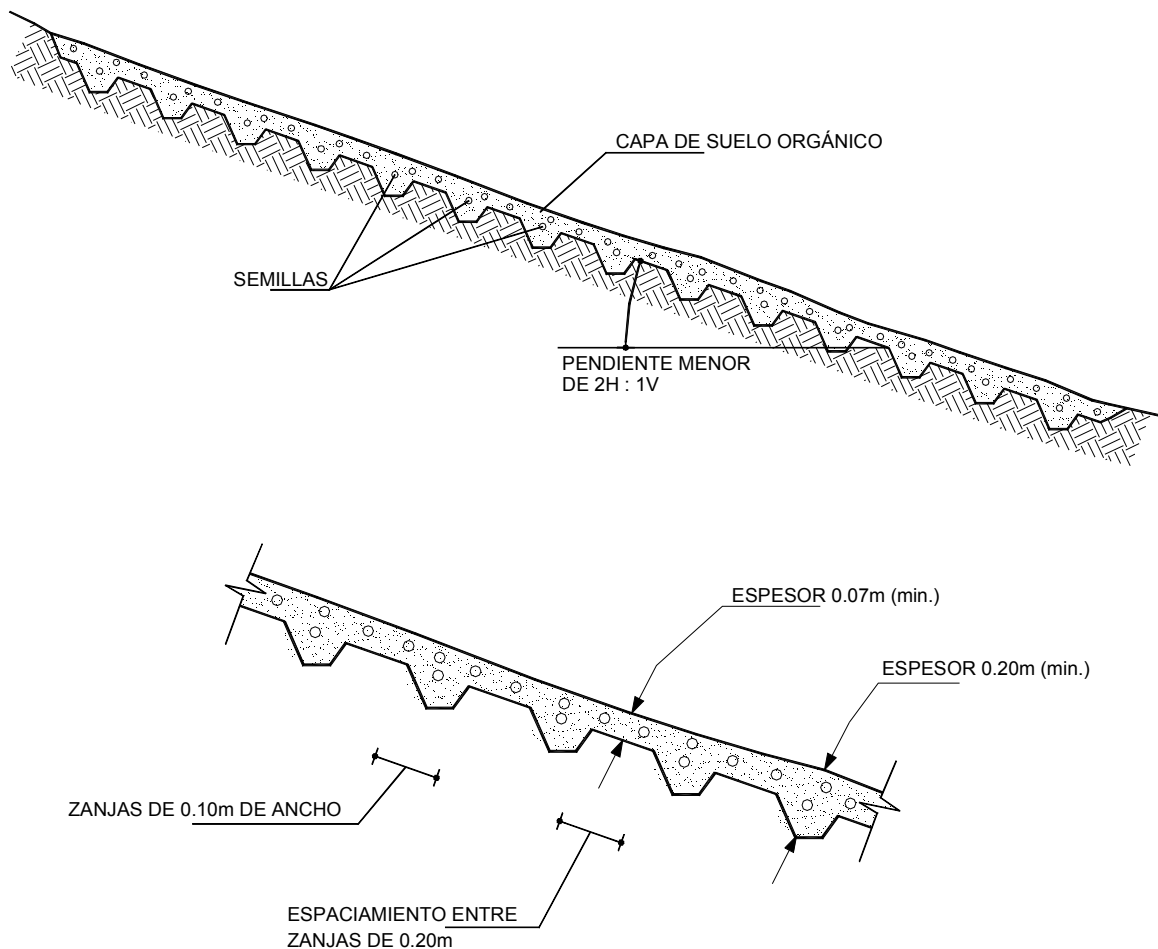 CAPA DE SUELO ORGÁNICO
SEMILLAS
PENDIENTE MENOR
DE 2H : 1V
ESPESOR 0.07m (min.)
ESPESOR 0.20m (min.)
ZANJAS DE 0.10m DE ANCHO
ESPACIAMIENTO ENTRE
ZANJAS DE 0.20m